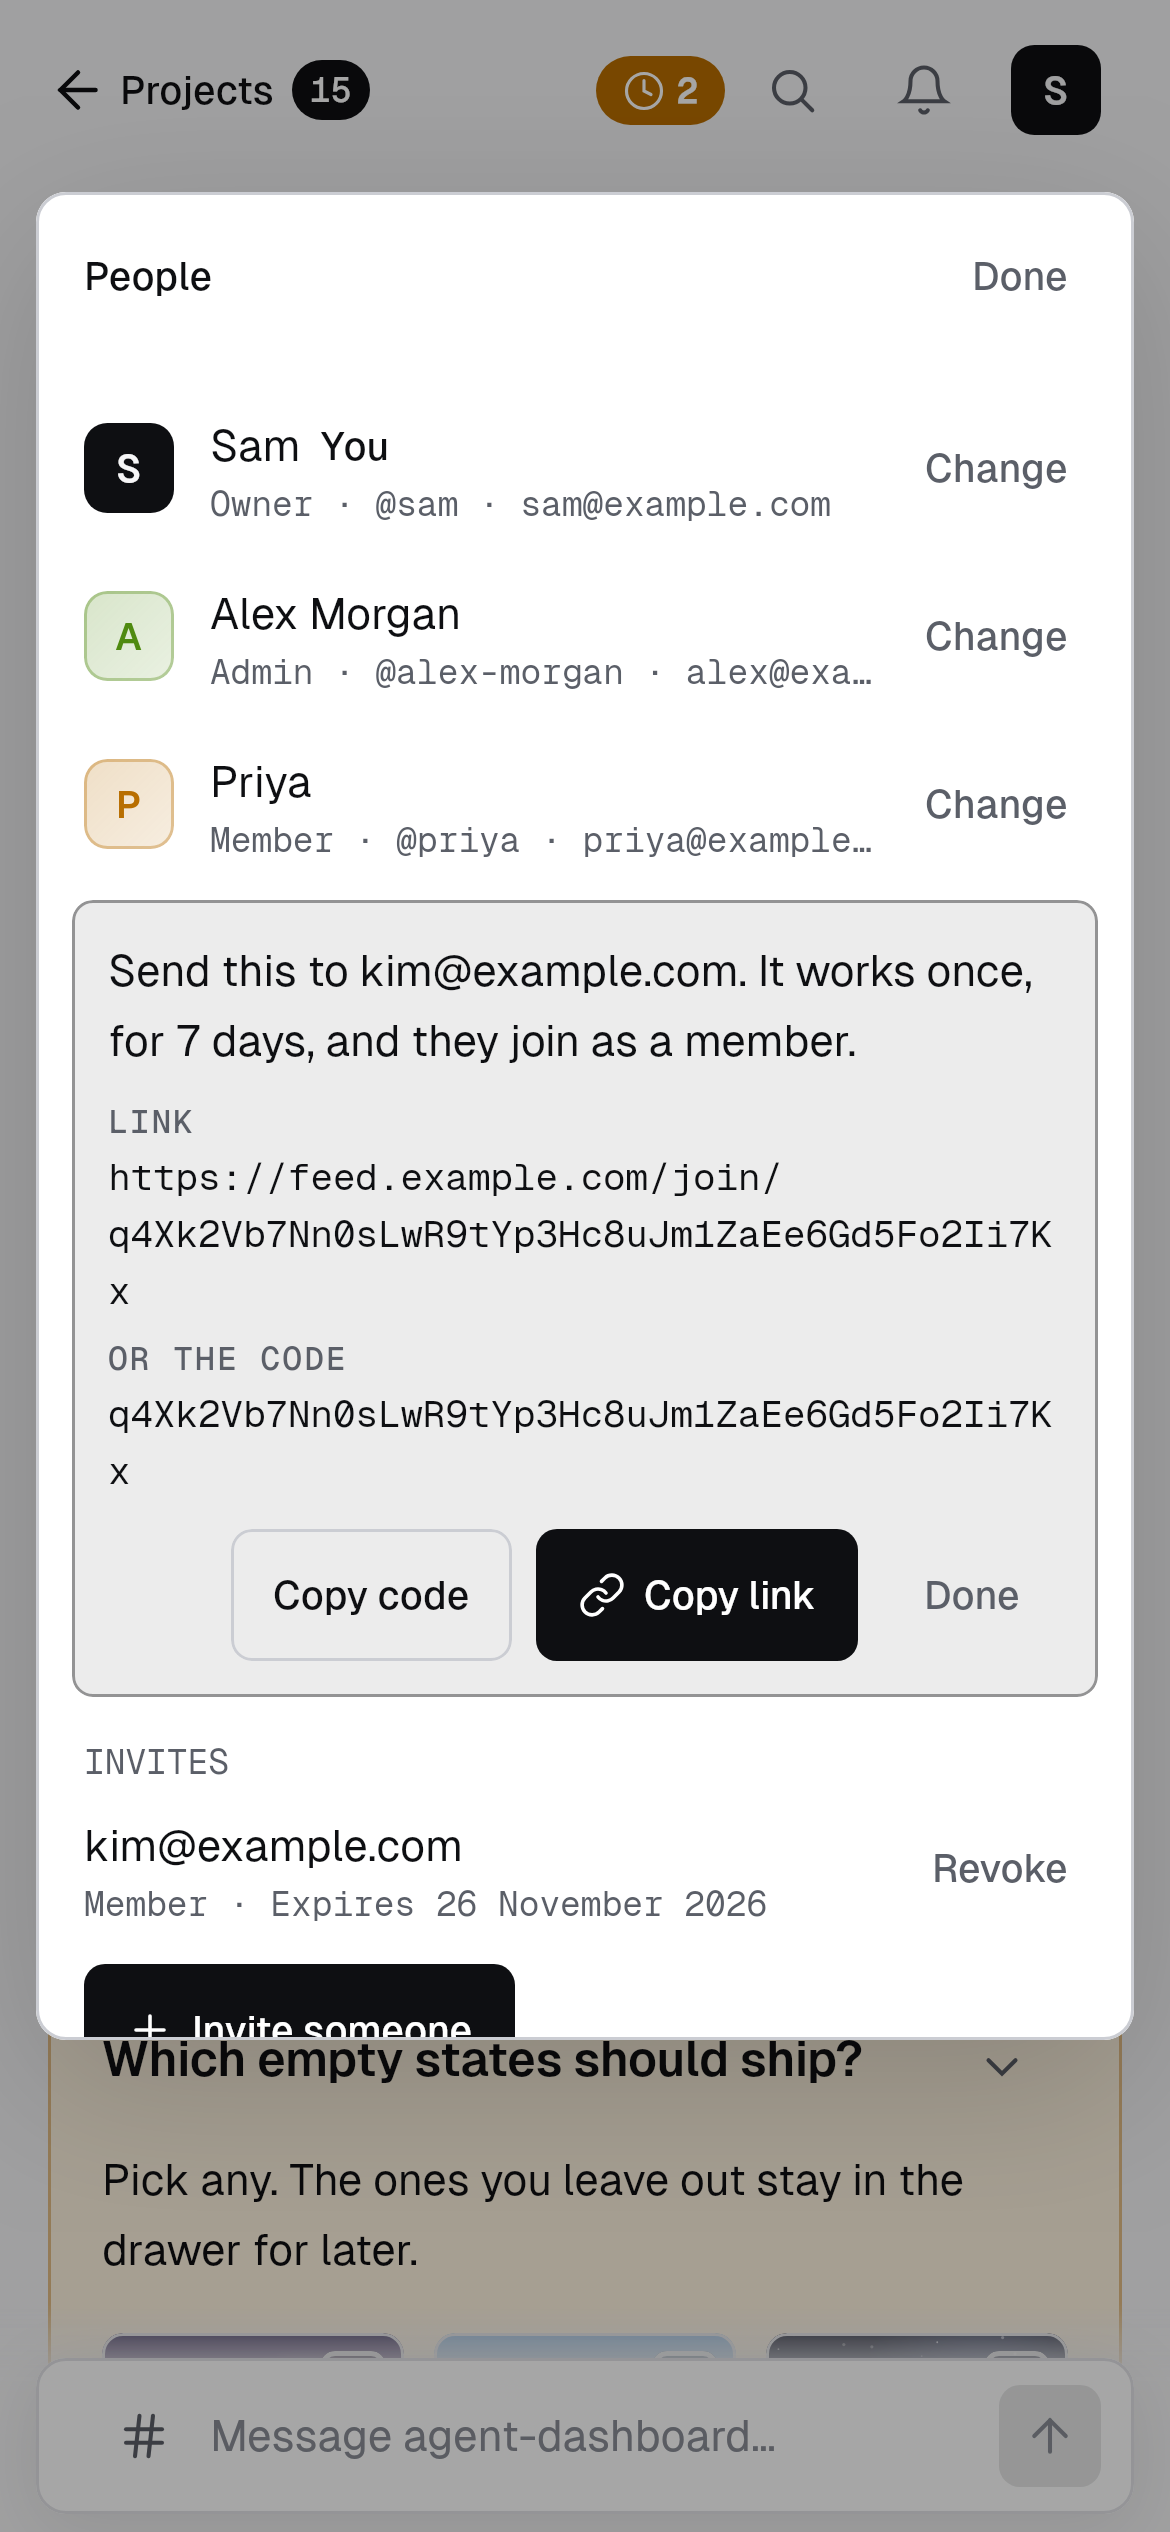 Projects 15 2 S
People Done
S Sam You Change
Owner · @sam · sam@example.com
A Alex Morgan Change
Admin · @alex-morgan · alex@exa…
P Priya Change
Member · @priya · priya@example…
Send this to kim@example.com. It works once,
for 7 days, and they join as a member.
LINK
https://feed.example.com/join/
q4Xk2Vb7Nn0sLwR9tYp3Hc8uJm1ZaEe6Gd5Fo2Ii7K
x
OR THE CODE
q4Xk2Vb7Nn0sLwR9tYp3Hc8uJm1ZaEe6Gd5Fo2Ii7K
x
Copy code Copy link Done
INVITES
kim@example.com Revoke
Member · Expires 26 November 2026
Invite someone
Which empty states should ship?
Pick any. The ones you leave out stay in the
drawer for later.
# Message agent-dashboard…